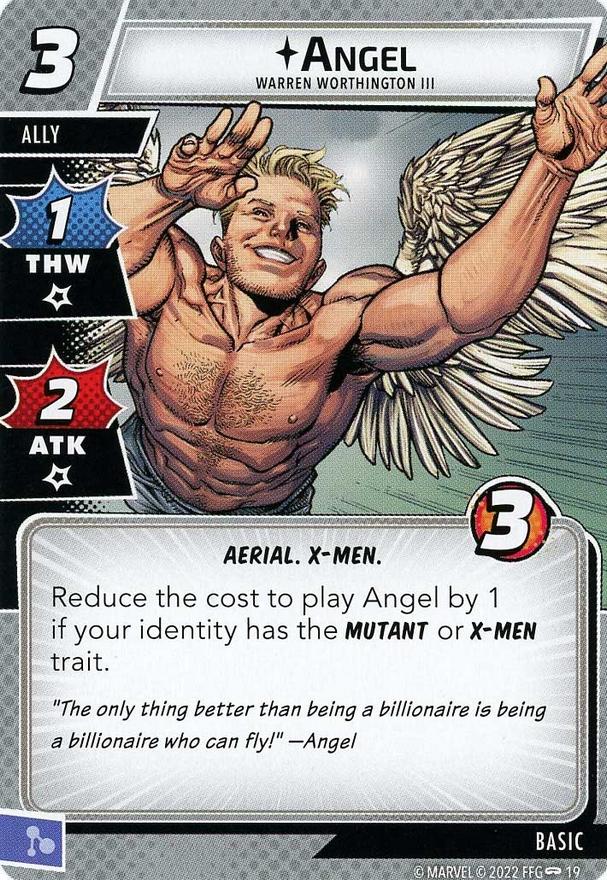 3
ANGEL
WARREN WORTHINGTON III
ALLY
1
THW
2
ATK
3
AERIAL. X-MEN.
Reduce the cost to play Angel by 1
if your identity has the MUTANT or X-MEN
trait.
"The only thing better than being a billionaire is being
a billionaire who can fly!" —Angel
BASIC
© MARVEL © 2022 FFG 19